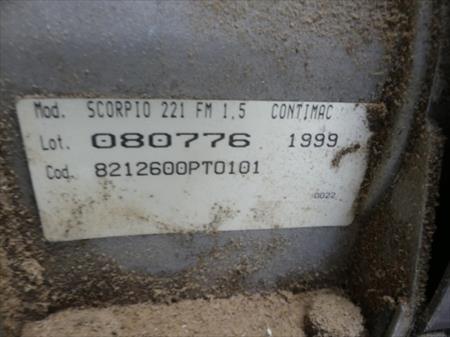 Mod. SCORPIO 221 FM 1,5 CONTIMAC
Lot. 080776 1999
Cod. 8212600PT0101
0022